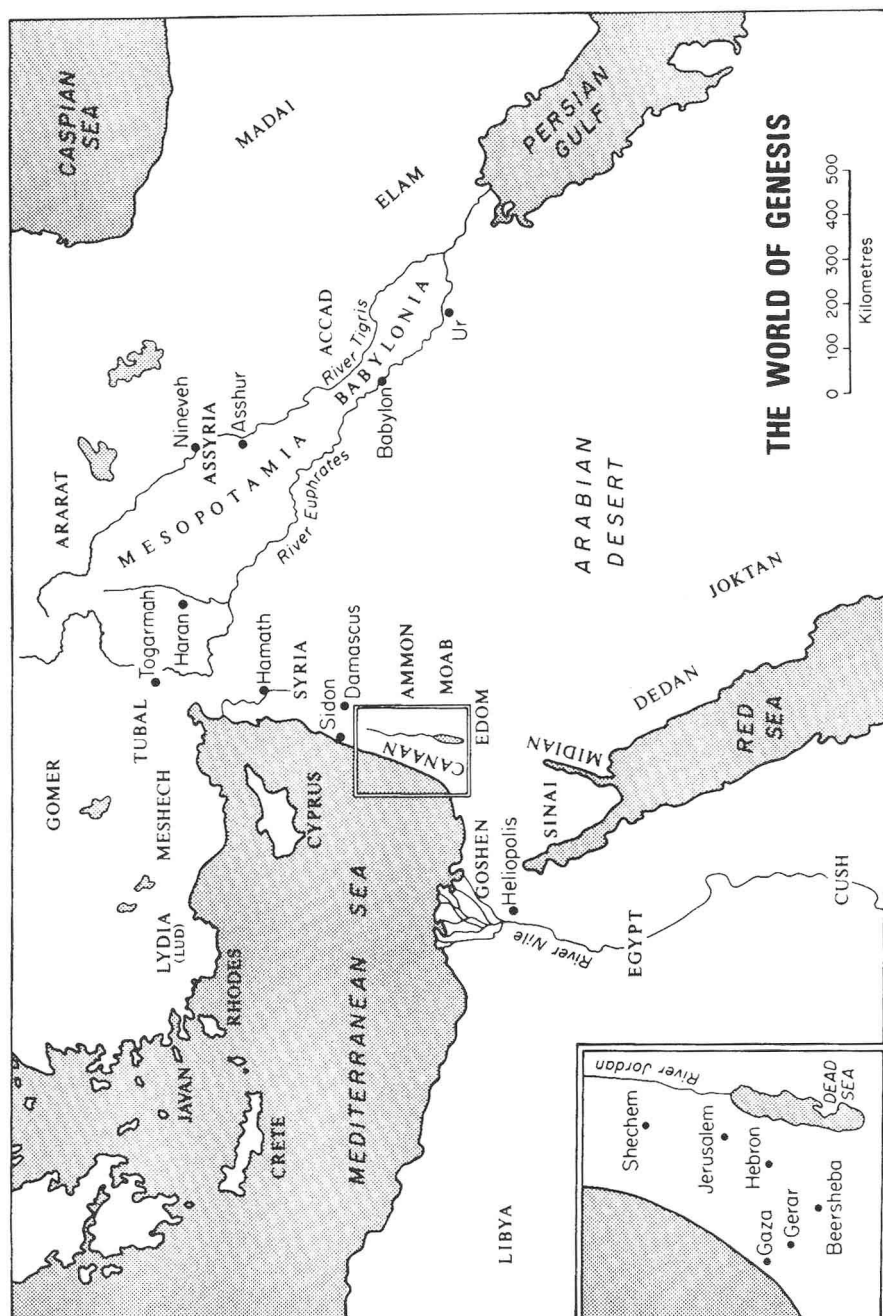 CASPIAN
SEA
MADAI
ELAM
PERSIAN
GULF
ARARAT
Nineveh
ASSYRIA
Asshur
ACCAD
River Tigris
MESOPOTAMIA
BABYLONIA
Babylon
Ur
River Euphrates
GOMER
TUBAL
Togarmah
Haran
MESHECH
LYDIA
(LUD)
Hamath
SYRIA
Sidon
Damascus
CANAAN
AMMON
MOAB
EDOM
ARABIAN
DESERT
JOKTAN
DEDAN
MIDIAN
SINAI
RED
SEA
JAVAN
RHODES
CRETE
CYPRUS
MEDITERRANEAN SEA
GOSHEN
Heliopolis
River Nile
EGYPT
CUSH
LIBYA
River Jordan
Shechem
Jerusalem
Hebron
Gaza
Gerar
Beersheba
DEAD
SEA
THE WORLD OF GENESIS
0 100 200 300 400 500
Kilometres